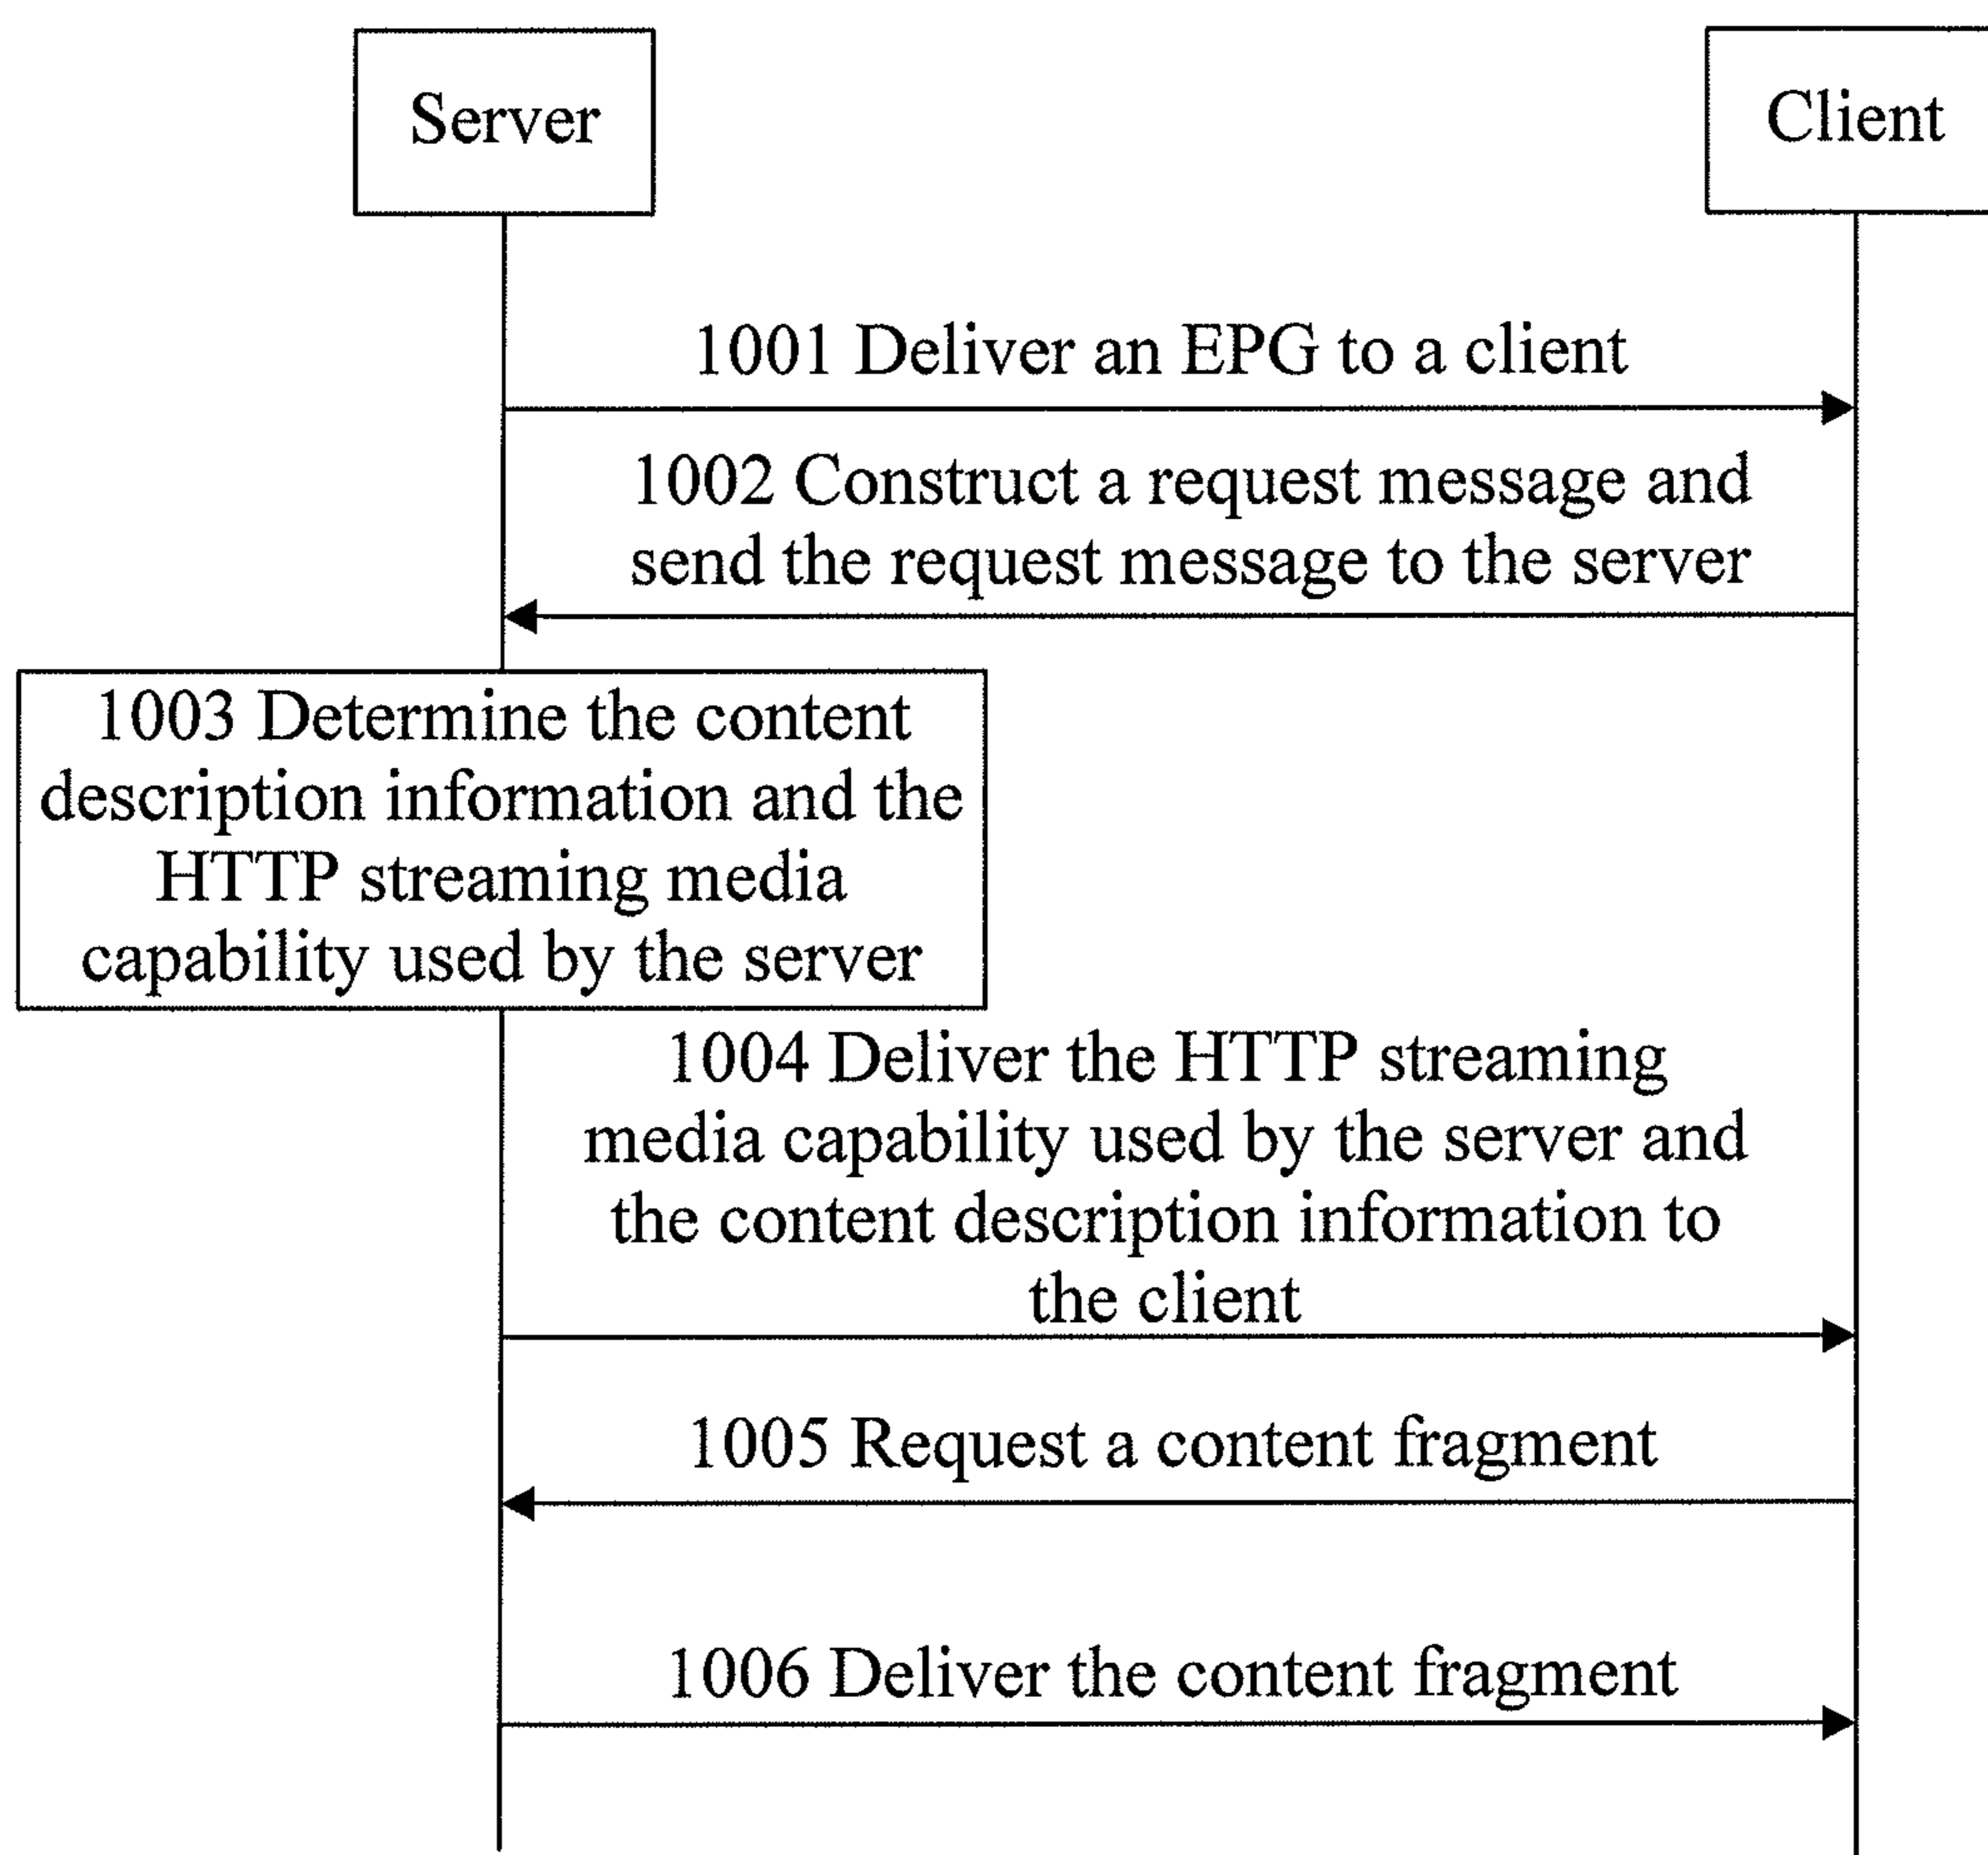 Server
Client
1001 Deliver an EPG to a client
1002 Construct a request message and
send the request message to the server
1003 Determine the content
description information and the
HTTP streaming media
capability used by the server
1004 Deliver the HTTP streaming
media capability used by the server and
the content description information to
the client
1005 Request a content fragment
1006 Deliver the content fragment